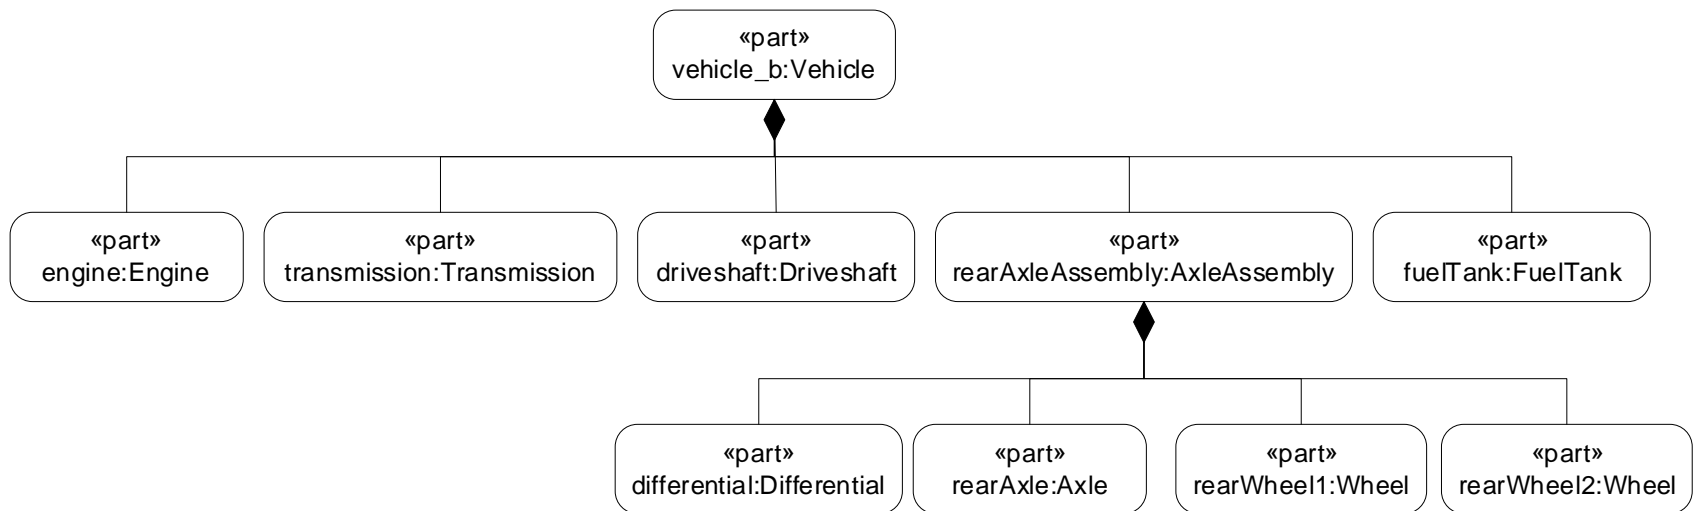 «part»
vehicle_b:Vehicle
«part»
engine:Engine
«part»
transmission:Transmission
«part»
driveshaft:Driveshaft
«part»
rearAxleAssembly:AxleAssembly
«part»
fuelTank:FuelTank
«part»
differential:Differential
«part»
rearAxle:Axle
«part»
rearWheel1:Wheel
«part»
rearWheel2:Wheel